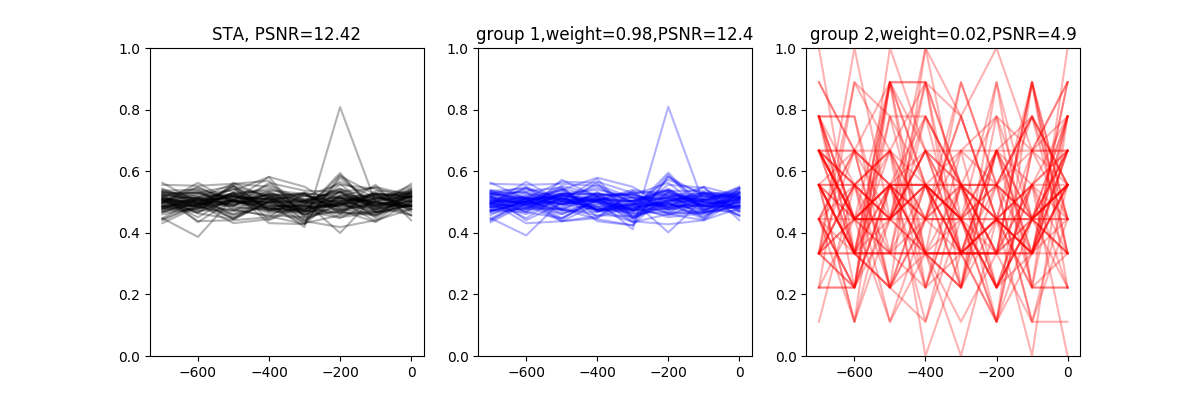 STA, PSNR=12.42
group 1,weight=0.98,PSNR=12.4
group 2,weight=0.02,PSNR=4.9
1.0 1.0 1.0
0.8 0.8 0.8
0.6 0.6 0.6
0.4 0.4 0.4
0.2 0.2 0.2
0.0 0.0 0.0
−600 −400 −200 0 −600 −400 −200 0 −600 −400 −200 0